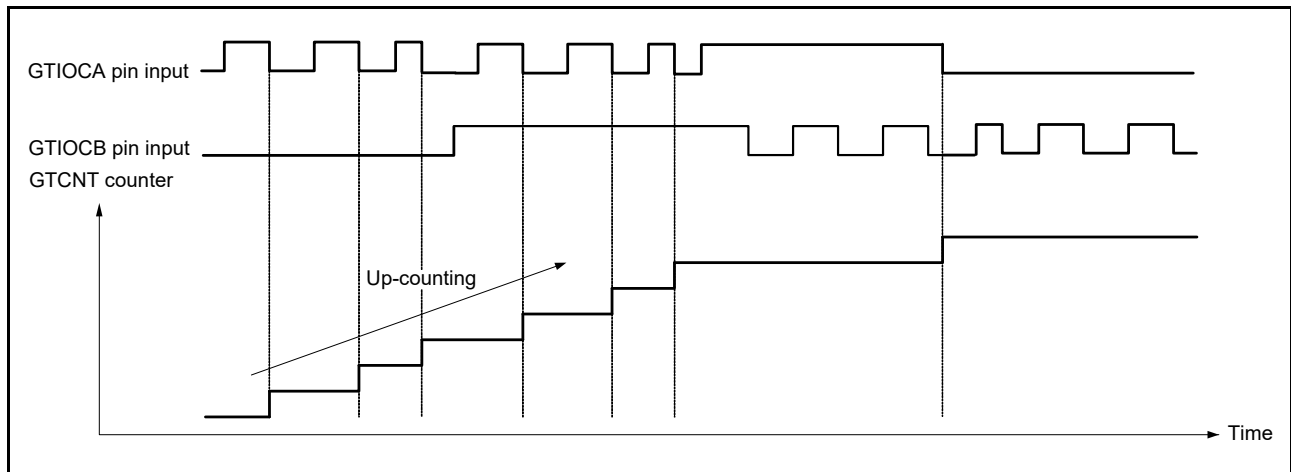 GTIOCA pin input
GTIOCB pin input
GTCNT counter
Up-counting
Time